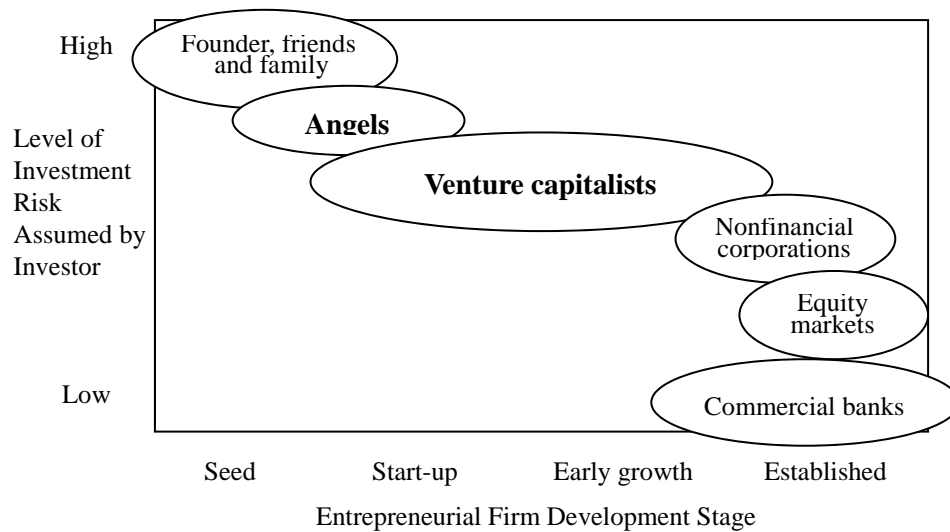 High
Founder, friends
and family
Angels
Level of
Investment
Risk
Assumed by
Investor
Venture capitalists
Nonfinancial
corporations
Equity
markets
Low
Commercial banks
Seed
Start-up
Early growth
Established
Entrepreneurial Firm Development Stage